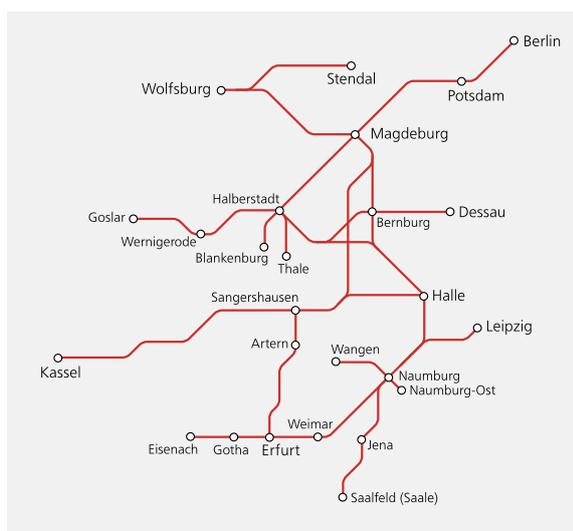 Berlin
Stendal
Wolfsburg
Potsdam
Magdeburg
Halberstadt
Goslar
Dessau
Bernburg
Wernigerode
Blankenburg
Thale
Halle
Sangershausen
Leipzig
Artern
Wangen
Kassel
Naumburg
Naumburg-Ost
Weimar
Eisenach
Gotha
Erfurt
Jena
Saalfeld (Saale)